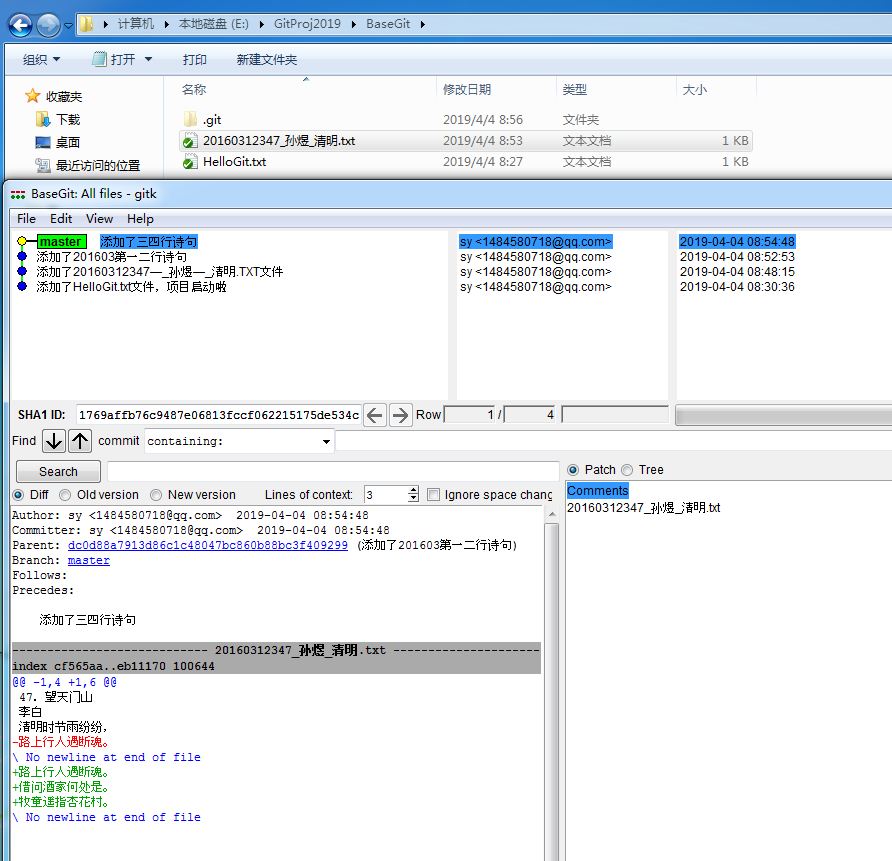 计算机 本地磁盘 (E:) GitProj2019 BaseGit
组织 打开 打印 新建文件夹
收藏夹
下载
桌面
最近访问的位置
名称 修改日期 类型 大小
.git 2019/4/4 8:56 文件夹
20160312347_孙煜_清明.txt 2019/4/4 8:53 文本文档 1 KB
HelloGit.txt 2019/4/4 8:27 文本文档 1 KB
BaseGit: All files - gitk
File Edit View Help
master 添加了三四行诗句 sy <1484580718@qq.com> 2019-04-04 08:54:48
添加了201603第一二行诗句 sy <1484580718@qq.com> 2019-04-04 08:52:53
添加了20160312347—_孙煜—_清明.TXT文件 sy <1484580718@qq.com> 2019-04-04 08:48:15
添加了HelloGit.txt文件，项目启动啦 sy <1484580718@qq.com> 2019-04-04 08:30:36
SHA1 ID: 1769affb76c9487e06813fccf062215175de534c Row 1 / 4
Find commit containing:
Search
Diff Old version New version Lines of context: 3 Ignore space chang
Patch Tree
Comments
20160312347_孙煜_清明.txt
Author: sy <1484580718@qq.com> 2019-04-04 08:54:48
Committer: sy <1484580718@qq.com> 2019-04-04 08:54:48
Parent: dc0d88a7913d86c1c48047bc860b88bc3f409299 (添加了201603第一二行诗句)
Branch: master
Follows:
Precedes:
添加了三四行诗句
---------------------------- 20160312347_孙煜_清明.txt ---------------------
index cf565aa..eb11170 100644
@@ -1,4 +1,6 @@
47. 望天门山
李白
清明时节雨纷纷，
-路上行人遇断魂。
\ No newline at end of file
+路上行人遇断魂。
+借问酒家何处是。
+牧童遥指杏花村。
\ No newline at end of file